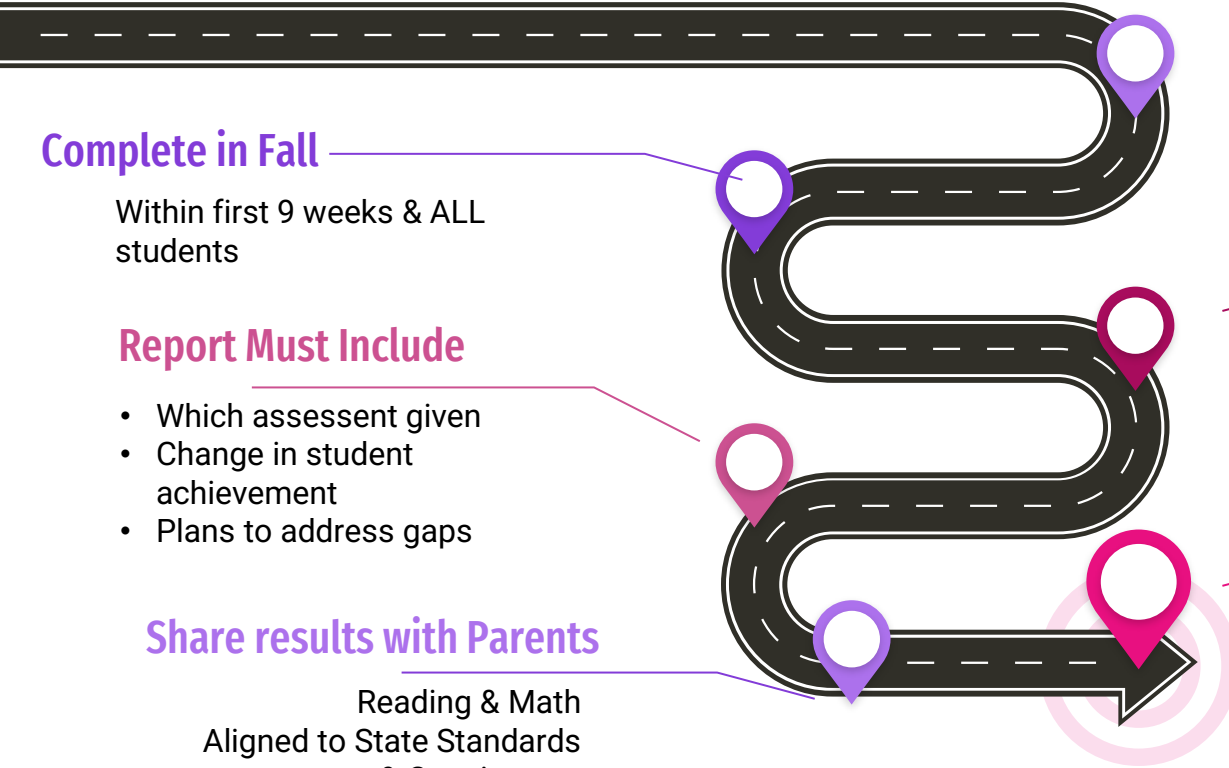 Complete in Fall
Within first 9 weeks & ALL
students
Report Must Include
• Which assessent given
• Change in student
achievement
• Plans to address gaps
Share results with Parents
Reading & Math
Aligned to State Standards